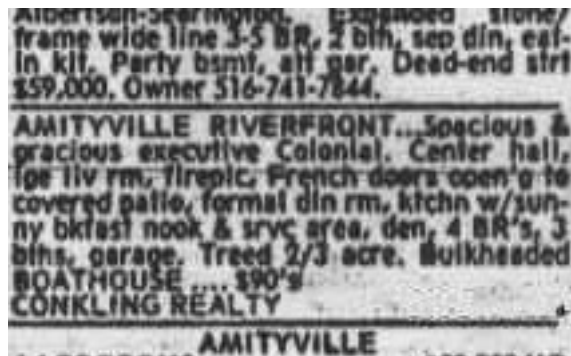 Albertson-Searington. Expanded stone/
frame wide line 3-5 BR, 2 bth, sep din, eat-
in kit. Party bsmt, att gar. Dead-end strt
$59,000. Owner 516-741-7844.
AMITYVILLE RIVERFRONT...Spacious &
gracious executive Colonial. Center hall,
lge liv rm, fireplc, French doors open'g to
covered patio, formal din rm, kitchn w/sun-
ny bkfast nook & srvc area, den, 4 BR's, 3
bths, garage. Treed 2/3 acre. Bulkheaded
BOATHOUSE .... $90's
CONKLING REALTY
AMITYVILLE